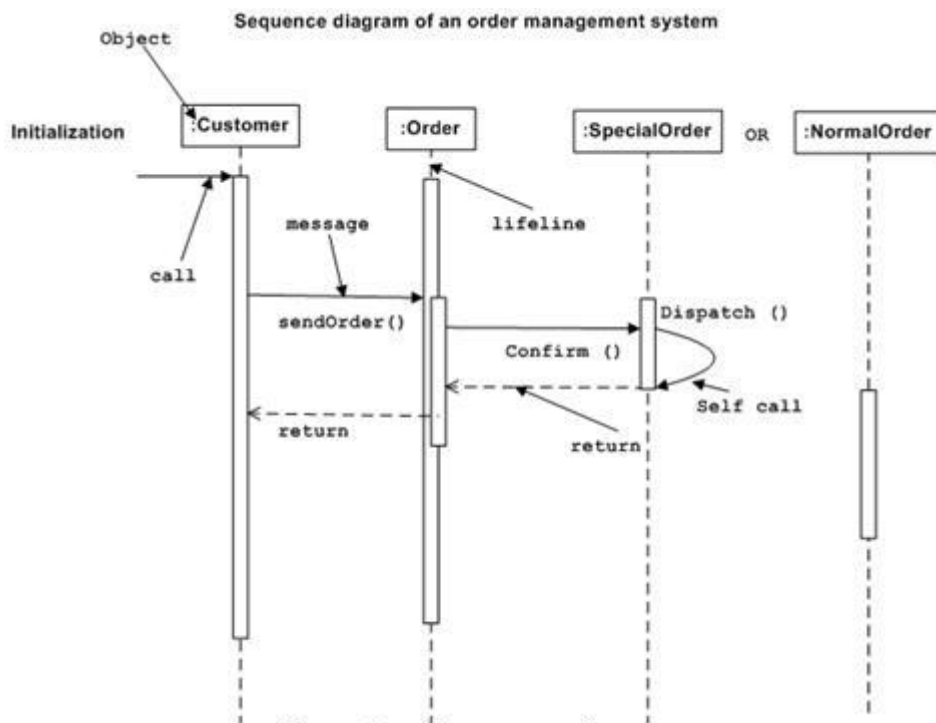 Sequence diagram of an order management system
Object
Initialization
:Customer
:Order
:SpecialOrder
OR
:NormalOrder
lifeline
message
call
sendOrder()
Dispatch ()
Confirm ()
Self call
return
return